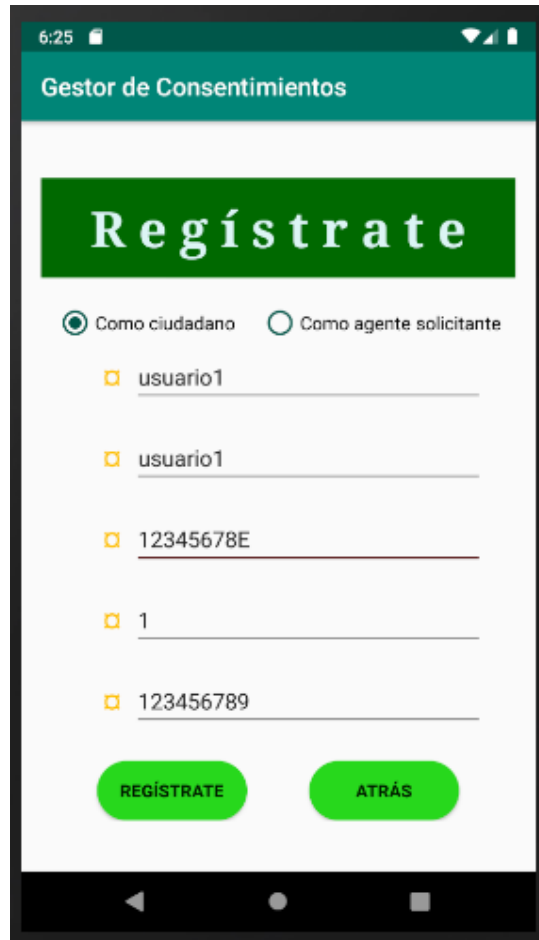 6:25
Gestor de Consentimientos
Regístrate
Como ciudadano Como agente solicitante
usuario1
usuario1
12345678E
1
123456789
REGÍSTRATE ATRÁS